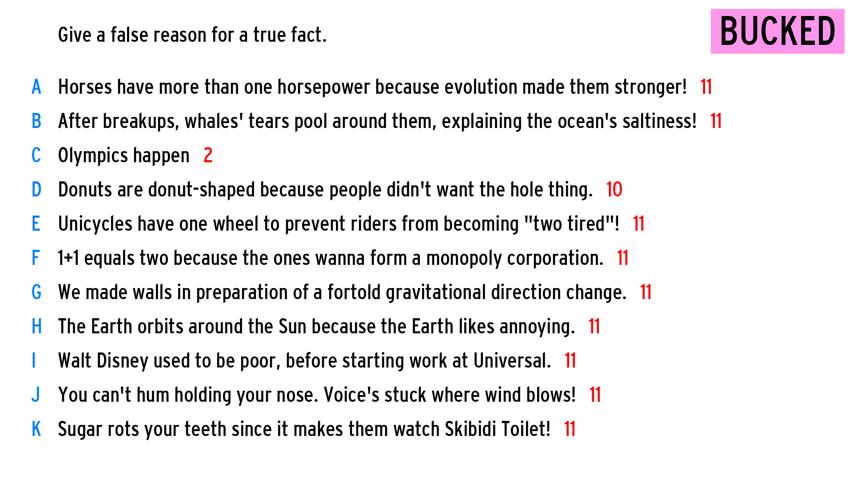 Give a false reason for a true fact.
BUCKED
A Horses have more than one horsepower because evolution made them stronger! 11
B After breakups, whales' tears pool around them, explaining the ocean's saltiness! 11
C Olympics happen 2
D Donuts are donut-shaped because people didn't want the hole thing. 10
E Unicycles have one wheel to prevent riders from becoming "two tired"! 11
F 1+1 equals two because the ones wanna form a monopoly corporation. 11
G We made walls in preparation of a fortold gravitational direction change. 11
H The Earth orbits around the Sun because the Earth likes annoying. 11
I Walt Disney used to be poor, before starting work at Universal. 11
J You can't hum holding your nose. Voice's stuck where wind blows! 11
K Sugar rots your teeth since it makes them watch Skibidi Toilet! 11